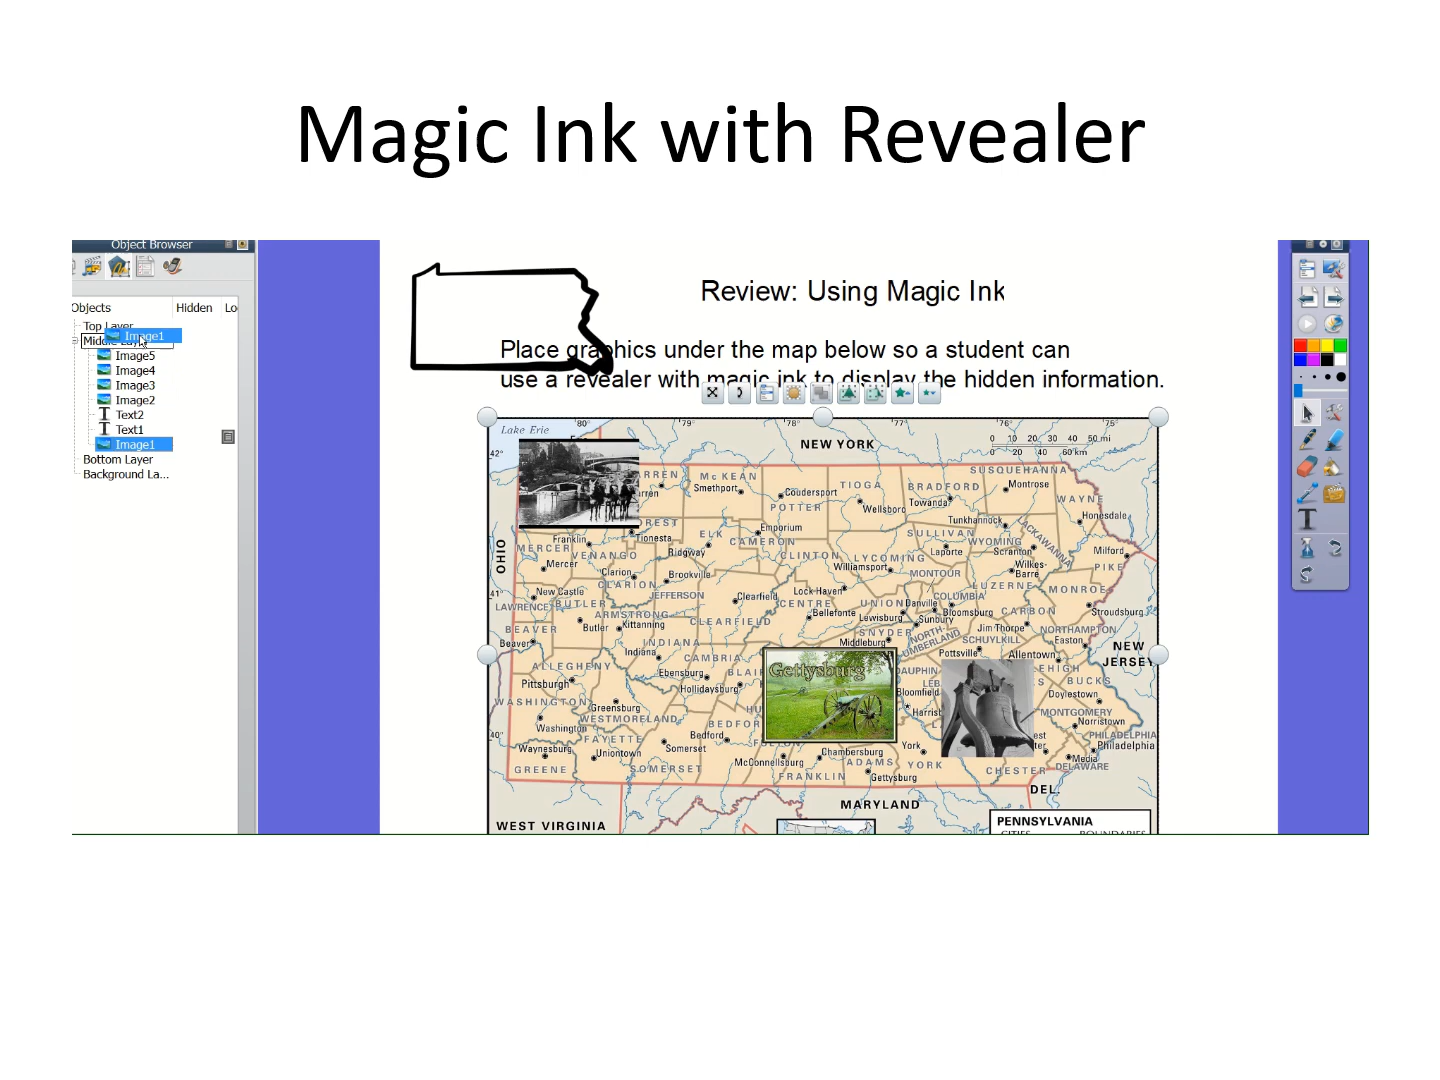 Magic Ink with Revealer
Object Browser
Objects Hidden Lo
Top Layer
Image1
Image5
Image4
Image3
Image2
Text2
Text1
Image1
Bottom Layer
Background La...
Review: Using Magic Ink
Place graphics under the map below so a student can
use a revealer with magic ink to display the hidden information.
Lake Erie
80°
79°
78°
77°
76°
75°
NEW YORK
0 10 20 30 40 50 mi
0 20 40 60 km
42°
McKEAN
SUSQUEHANNA
Smethport
Coudersport
TIOGA
BRADFORD
Montrose
POTTER
Wellsboro
Towanda
WAYNE
Honesdale
Tunkhannock
LACKAWANNA
Emporium
ELK
CAMERON
SULLIVAN
WYOMING
OHIO
Franklin
Tionesta
Ridgway
MERCER
VENANGO
CLINTON
LYCOMING
Laporte
Scranton
Milford
PIKE
Mercer
Clarion
Brookville
Williamsport
MONTOUR
Wilkes-
Barre
CLARION
LUZERNE
MONROE
41°
New Castle
JEFFERSON
Clearfield
Lock Haven
COLUMBIA
LAWRENCE
BUTLER
CENTRE
UNION
Danville
Bloomsburg
CARBON
Stroudsburg
ARMSTRONG
Bellefonte
Lewisburg
Sunbury
BEAVER
Butler
Kittanning
CLEARFIELD
SNYDER
NORTH-
UMBERLAND
Jim Thorpe
NORTHAMPTON
Beaver
INDIANA
Middleburg
SCHUYLKILL
Easton
Indiana
Pottsville
Allentown
NEW
JERSEY
ALLEGHENY
CAMBRIA
BLAIR
Gettysburg
DAUPHIN
LEHIGH
Ebensburg
LEB
BUCKS
Pittsburgh
Hollidaysburg
Bloomfield
Doylestown
WASHINGTON
Greensburg
Harrisb
MONTGOMERY
WESTMORELAND
BEDFOR
Norristown
Washington
40°
FAYETTE
Bedford
PHILADELPHIA
Waynesburg
Uniontown
Somerset
York
Philadelphia
Chambersburg
Media
McConnellsburg
ADAMS
YORK
CHESTER
DELAWARE
GREENE
SOMERSET
FRANKLIN
Gettysburg
DEL.
MARYLAND
WEST VIRGINIA
PENNSYLVANIA
CITIES BOUNDARIES